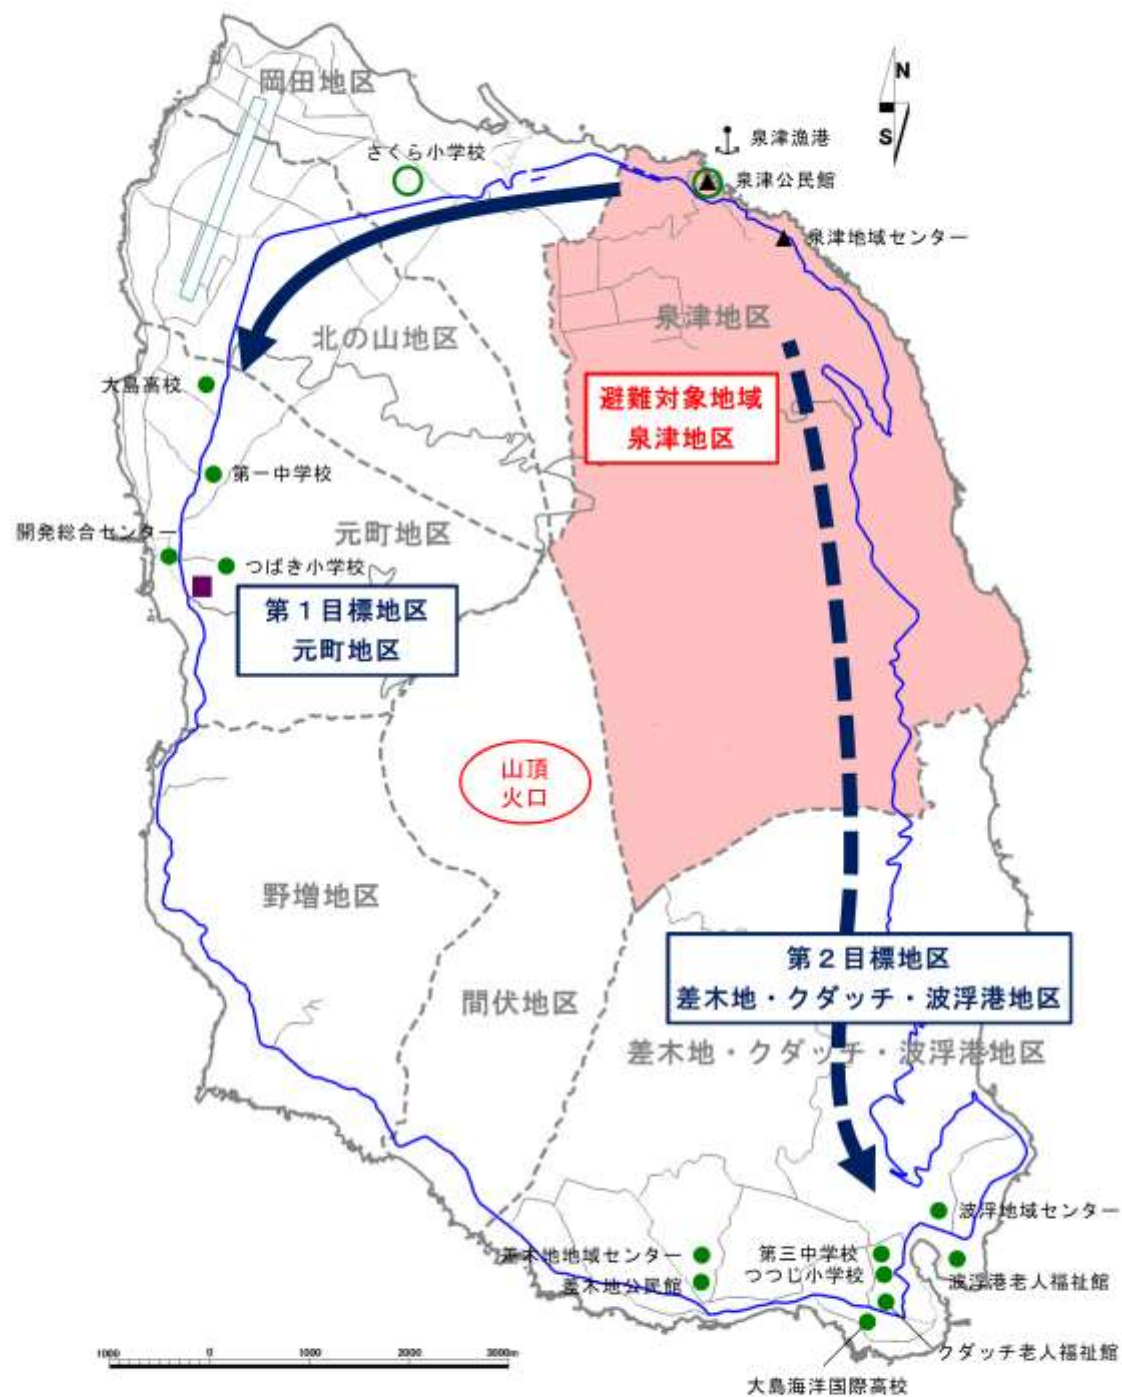 岡田地区
N
S
さくら小学校
泉津漁港
泉津公民館
泉津地域センター
泉津地区
北の山地区
大島高校
避難対象地域
泉津地区
第一中学校
開発総合センター
元町地区
つばき小学校
第1目標地区
元町地区
山頂
火口
野増地区
間伏地区
第2目標地区
差木地・クダッチ・波浮港地区
差木地・クダッチ・波浮港地区
波浮地域センター
差木地地域センター
第三中学校
差木地公民館
つつじ小学校
波浮港老人福祉館
クダッチ老人福祉館
大島海洋国際高校
1000 0 1000 2000 3000m